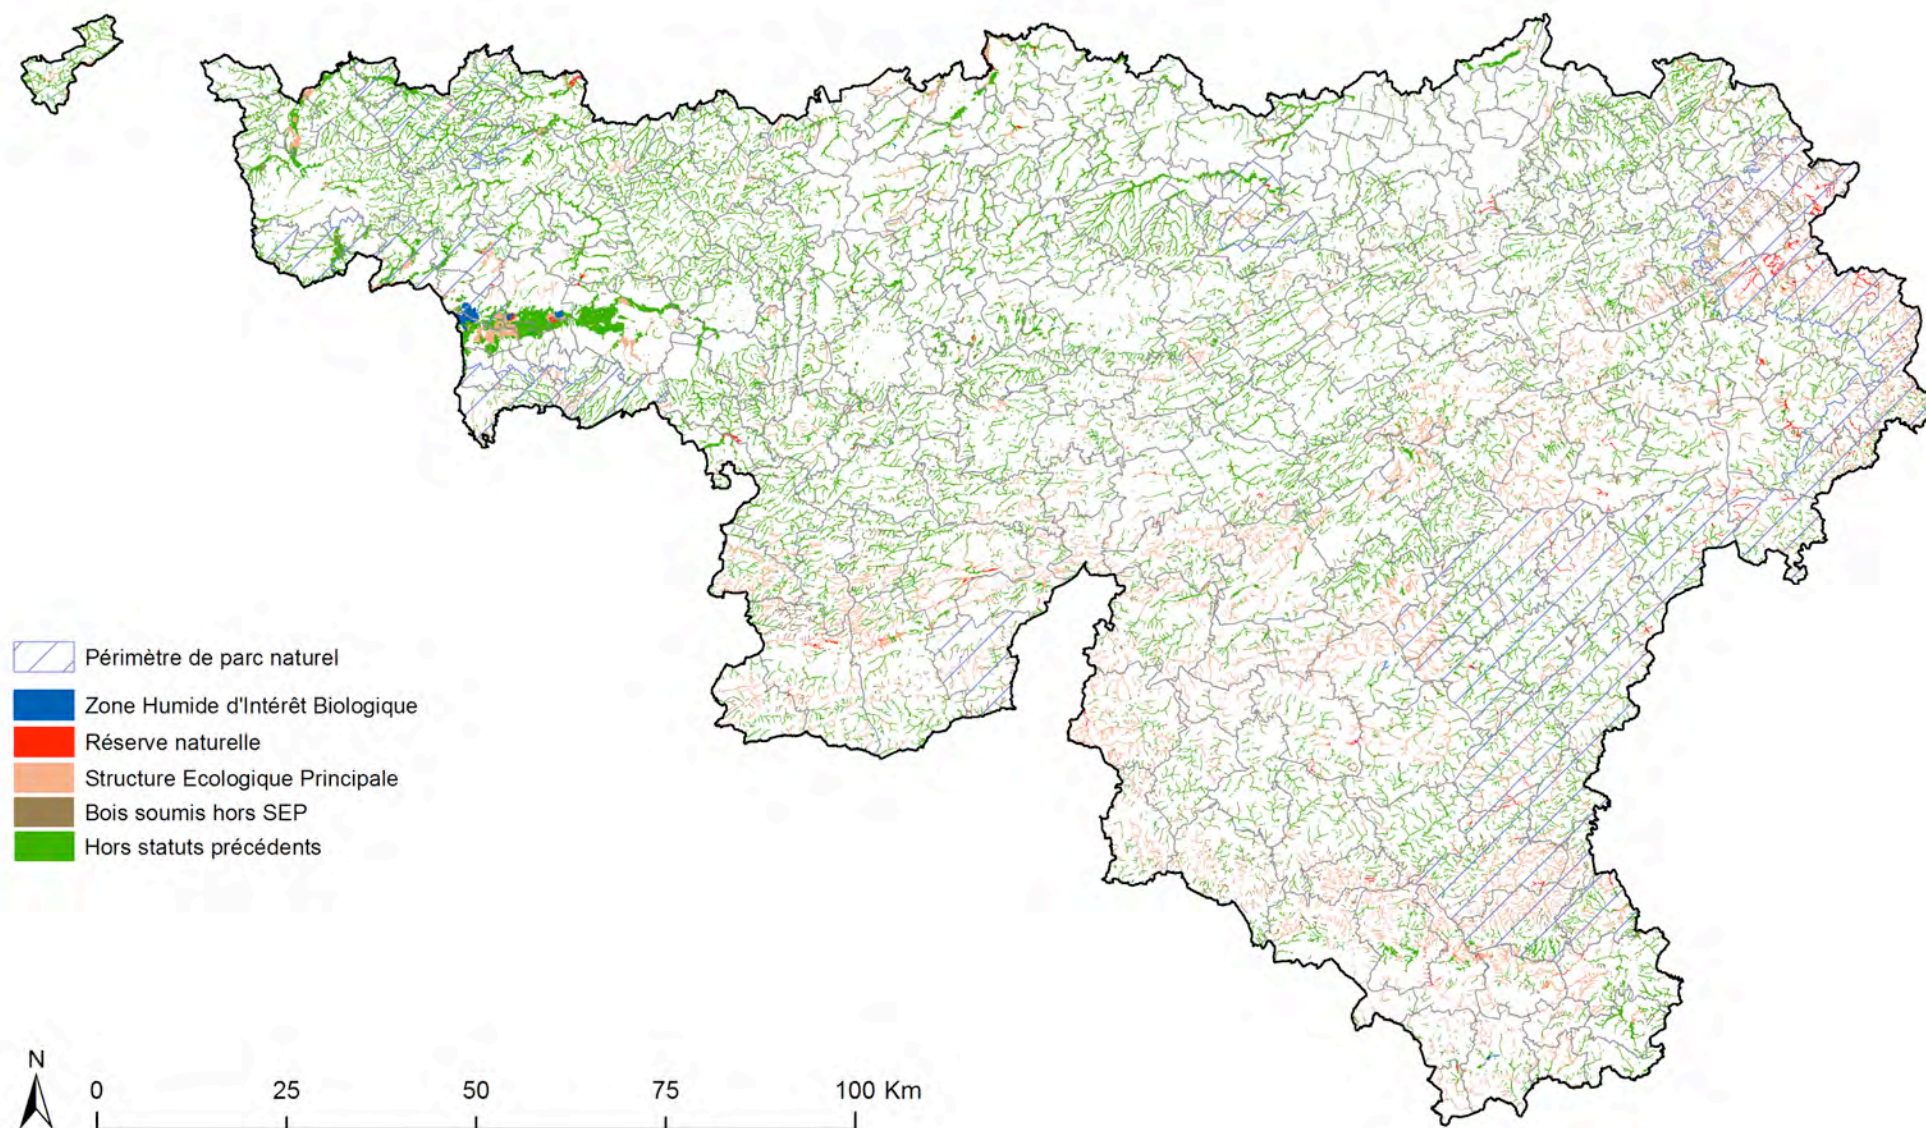 Périmètre de parc naturel
Zone Humide d'Intérêt Biologique
Réserve naturelle
Structure Ecologique Principale
Bois soumis hors SEP
Hors statuts précédents
N
0 25 50 75 100 Km